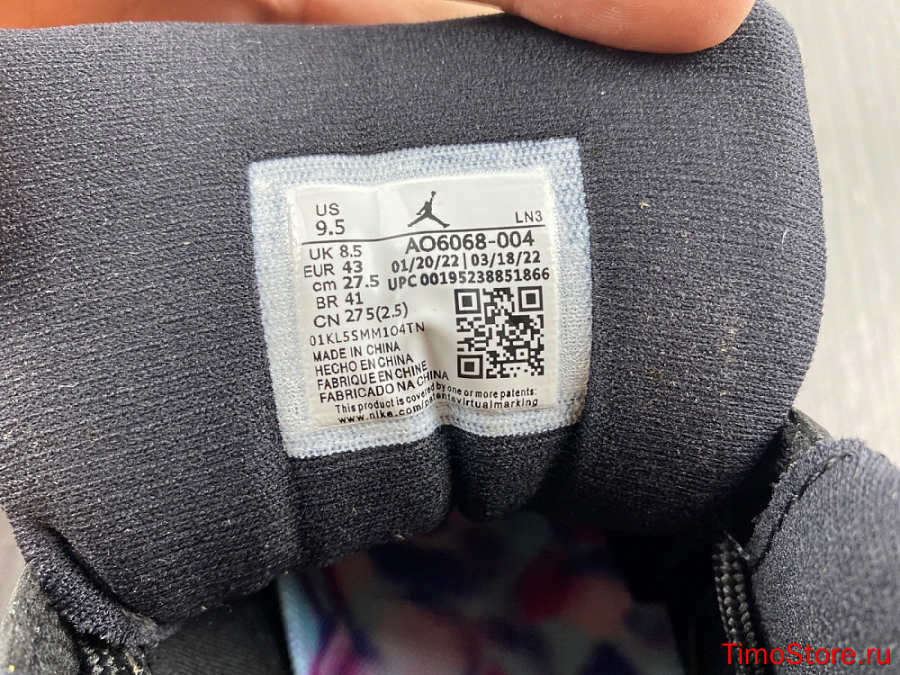 US
9.5
LN3
UK 8.5
EUR 43
cm 27.5
BR 41
CN 275(2.5)
AO6068-004
01/20/22 | 03/18/22
UPC 00195238851866
01KL5SMM104TN
MADE IN CHINA
HECHO EN CHINA
FABRIQUE EN CHINE
FABRICADO NA CHINA
This product is covered by one or more patents:
www.nike.com/patentsvirtualmarking
TimoStore.ru